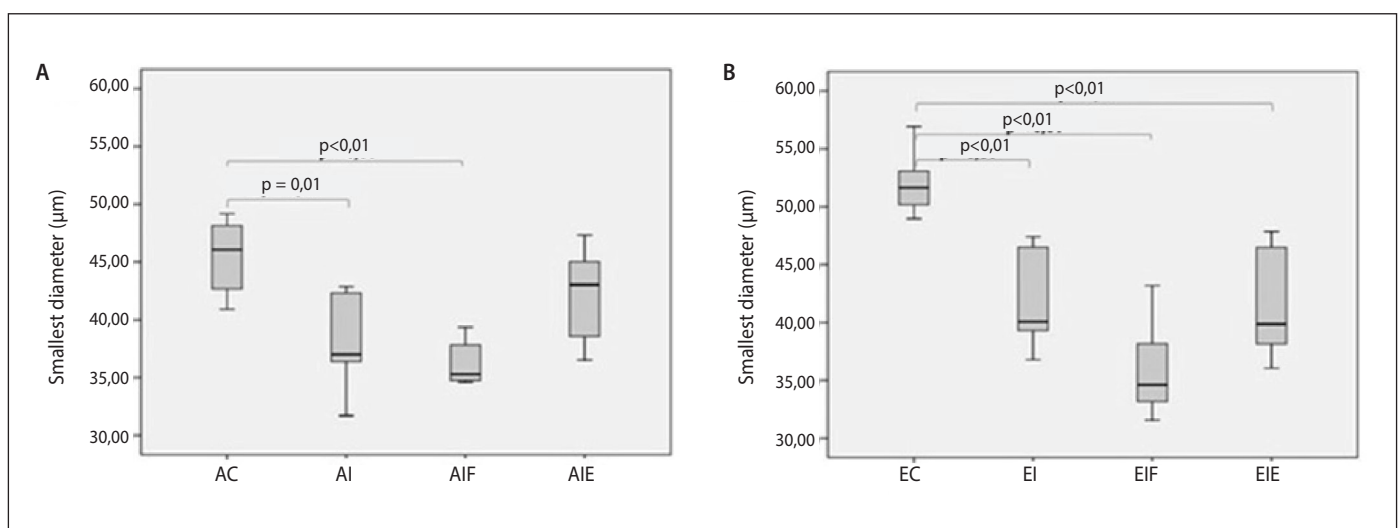 A
Smallest diameter (μm)
60,00
55,00
50,00
45,00
40,00
35,00
30,00
p<0,01
p = 0,01
AC AI AIF AIE
B
Smallest diameter (μm)
60,00
55,00
50,00
45,00
40,00
35,00
30,00
p<0,01
p<0,01
p<0,01
EC EI EIF EIE